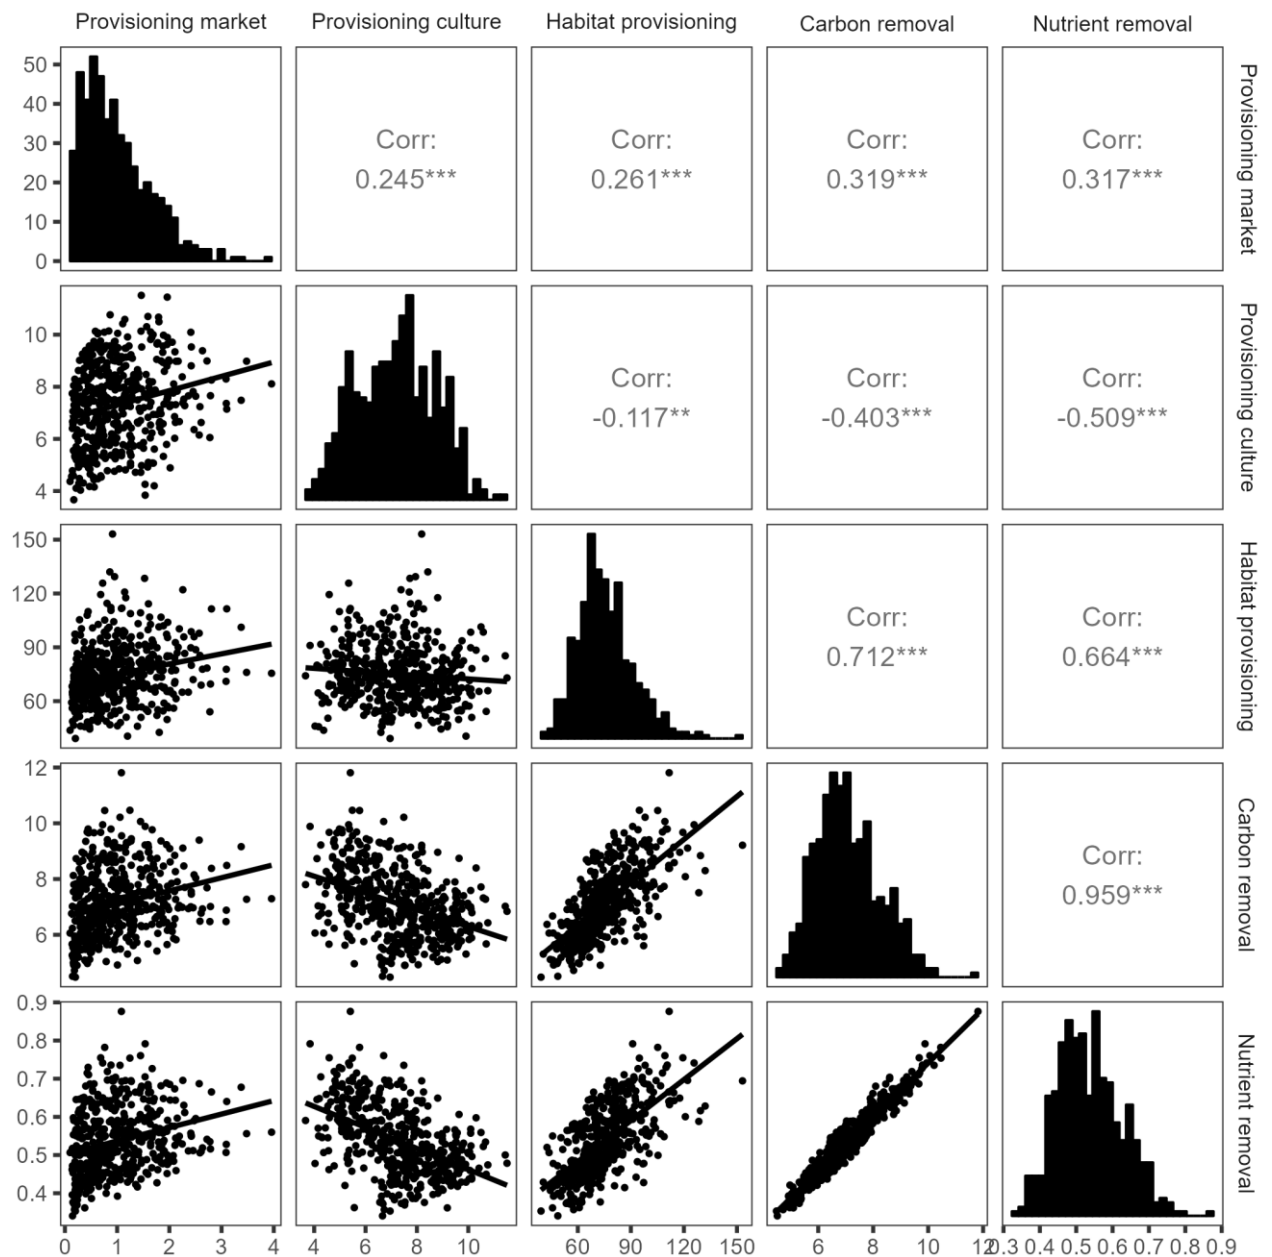 Provisioning market Provisioning culture Habitat provisioning Carbon removal Nutrient removal
50
40
30
20
10
0
Corr:
0.245***
Corr:
0.261***
Corr:
0.319***
Corr:
0.317***
Provisioning market
10
8
6
4
Corr:
-0.117**
Corr:
-0.403***
Corr:
-0.509***
Provisioning culture
150
120
90
60
Corr:
0.712***
Corr:
0.664***
Habitat provisioning
12
10
8
6
Corr:
0.959***
Carbon removal
0.9
0.8
0.7
0.6
0.5
0.4
Nutrient removal
0 1 2 3 4 4 6 8 10 60 90 120 150 6 8 10 12 0.3 0.4 0.5 0.6 0.7 0.8 0.9